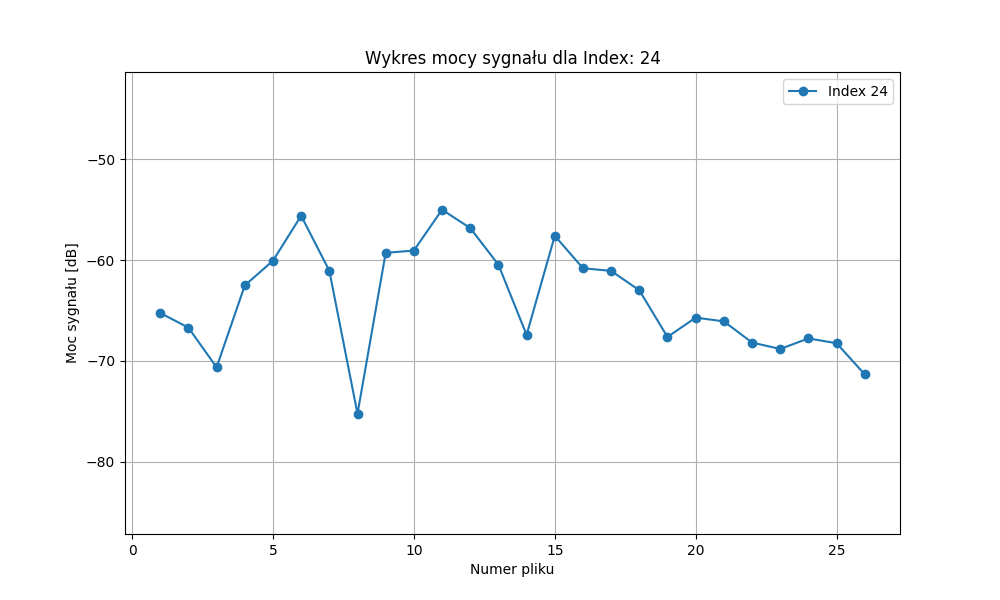 Wykres mocy sygnału dla Index: 24
Index 24
Moc sygnału [dB]
−50
−60
−70
−80
0 5 10 15 20 25
Numer pliku